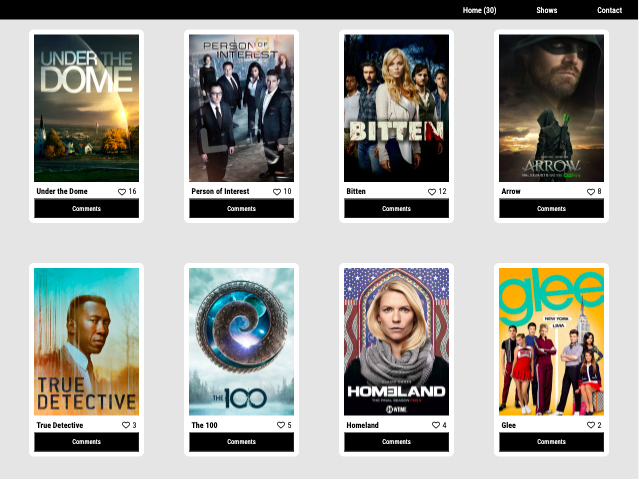 Home (30) Shows Contact
UNDER THE
DOME
PERSON OF
INTEREST
BITTEN
ARROW
Under the Dome 16
Person of Interest 10
Bitten 12
Arrow 8
Comments
Comments
Comments
Comments
TRUE
DETECTIVE
THE 100
HOMELAND
THE FINAL SEASON
SHOWTIME
glee
NEW YORK
LIMA
True Detective 3
The 100 5
Homeland 4
Glee 2
Comments
Comments
Comments
Comments